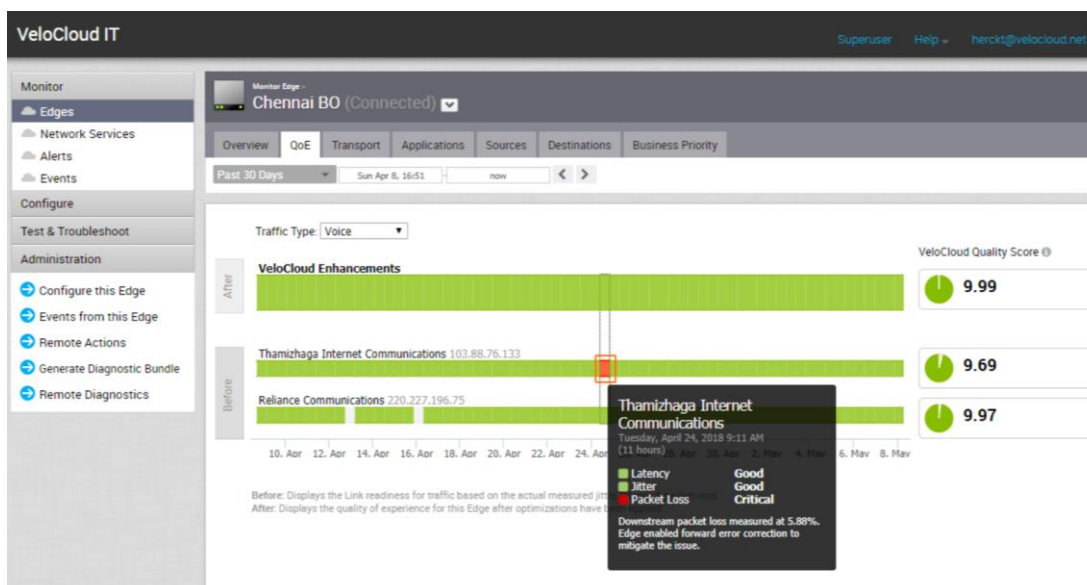 VeloCloud IT
Superuser Help herckt@velocloud.net
Monitor
Edges
Network Services
Alerts
Events
Configure
Test & Troubleshoot
Administration
Configure this Edge
Events from this Edge
Remote Actions
Generate Diagnostic Bundle
Remote Diagnostics
Monitor Edge
Chennai BO (Connected)
Overview QoE Transport Applications Sources Destinations Business Priority
Past 30 Days Sun Apr 8, 16:51 - now
Traffic Type: Voice
VeloCloud Quality Score
After
VeloCloud Enhancements
9.99
Before
Thamizhaga Internet Communications 103.88.76.133
9.69
Reliance Communications 220.227.196.75
9.97
10. Apr 12. Apr 14. Apr 16. Apr 18. Apr 20. Apr 22. Apr 24. Apr 30. Apr 2. May 4. May 6. May 8. May
Thamizhaga Internet
Communications
Tuesday, April 24, 2018 9:11 AM
(11 hours)
Latency Good
Jitter Good
Packet Loss Critical
Downstream packet loss measured at 5.88%.
Edge enabled forward error correction to
mitigate the issue.
Before: Displays the Link readiness for traffic based on the actual measured
After: Displays the quality of experience for this Edge after optimizations have